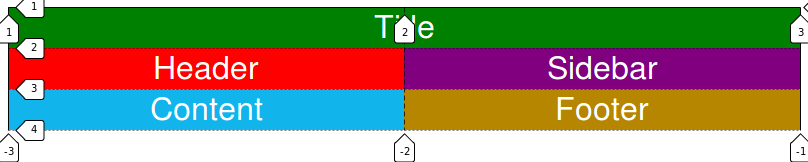 1
1 Title 2 3
2
Header Sidebar
3
Content Footer
4
-3 -2 -1